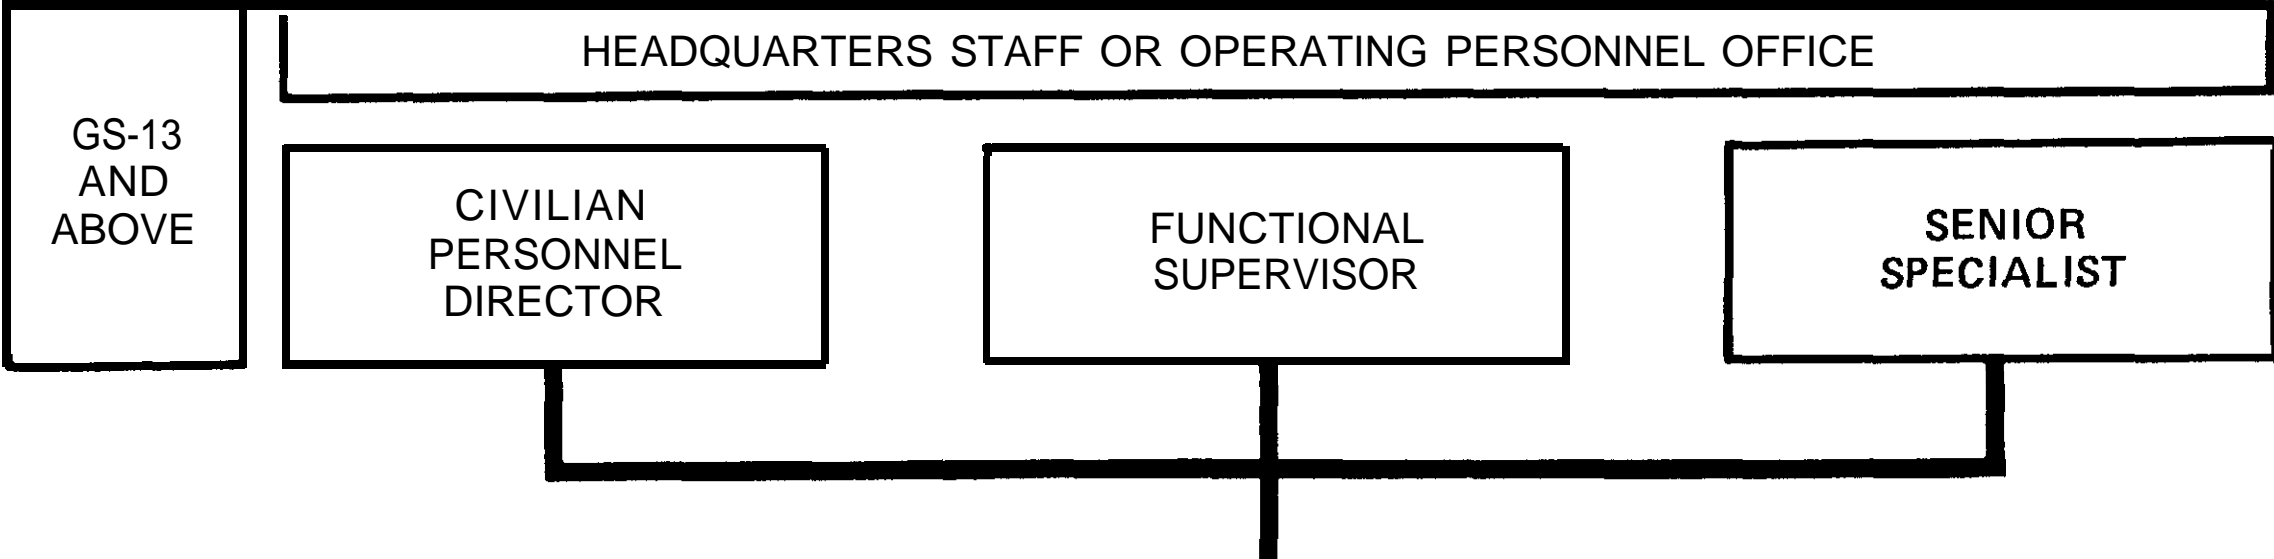 HEADQUARTERS STAFF OR OPERATING PERSONNEL OFFICE
GS-13
AND
ABOVE
CIVILIAN
PERSONNEL
DIRECTOR
FUNCTIONAL
SUPERVISOR
SENIOR
SPECIALIST